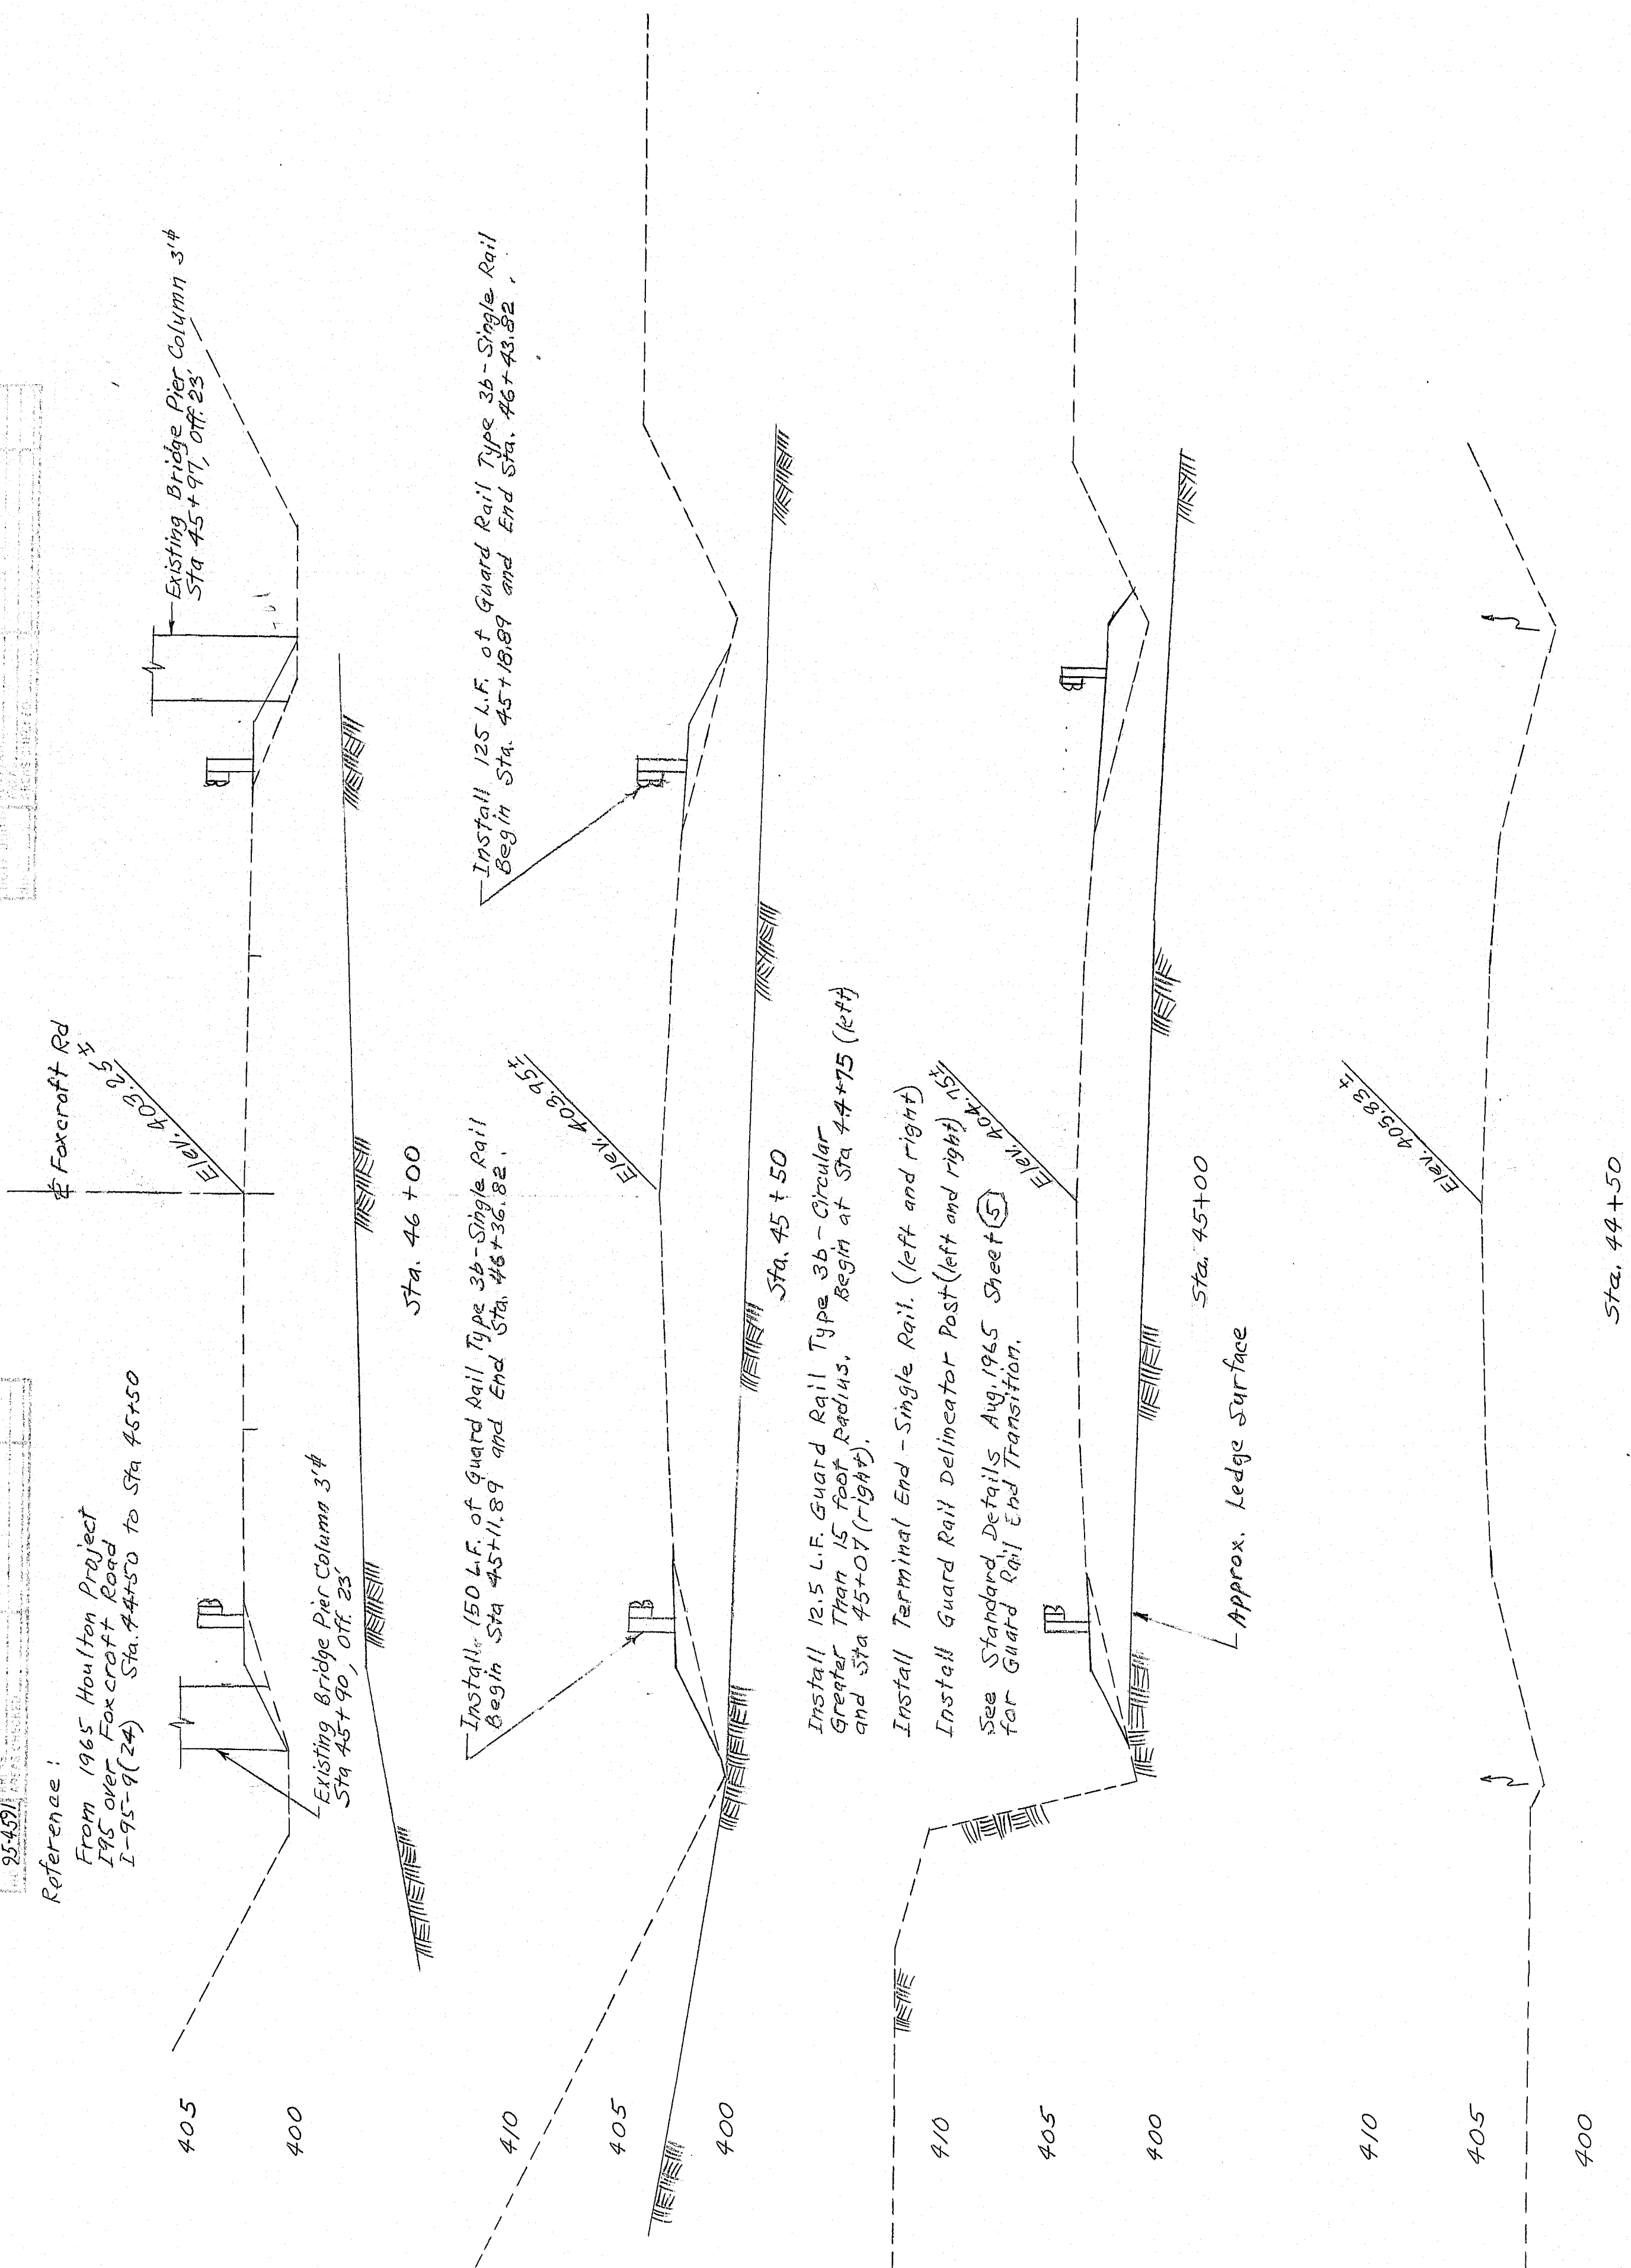 25-4591
Reference:
From 1965 Houlton Project
I95 over Foxcroft Road
I-95-9(24) Sta. 44+50 to Sta 45+50
℄ Foxcroft Rd
Elev. 403.25±
Existing Bridge Pier Column 3'ϕ
Sta 45+97, Off. 23'
405
400
Existing Bridge Pier Column 3'ϕ
Sta 45+90, Off. 23'
Sta. 46+00
Install 150 L.F. of Guard Rail Type 3b-Single Rail
Begin Sta 45+11.89 and End Sta. 46+36.82.
Install 125 L.F. of Guard Rail Type 3b-Single Rail
Begin Sta. 45+18.89 and End Sta. 46+43.82.
Elev. 403.95±
410
405
400
Sta. 45+50
Install 12.5 L.F. Guard Rail Type 3b-Circular
Greater Than 15 foot Radius. Begin at Sta 44+75 (left)
and Sta 45+07 (right).
Install Terminal End-Single Rail. (left and right)
Install Guard Rail Delineator Post (left and right)
See Standard Details Aug. 1965 Sheet 5
for Guard Rail End Transition.
Elev. 404.75±
410
405
400
Sta. 45+00
Approx. Ledge Surface
Elev. 405.83±
410
405
400
Sta. 44+50